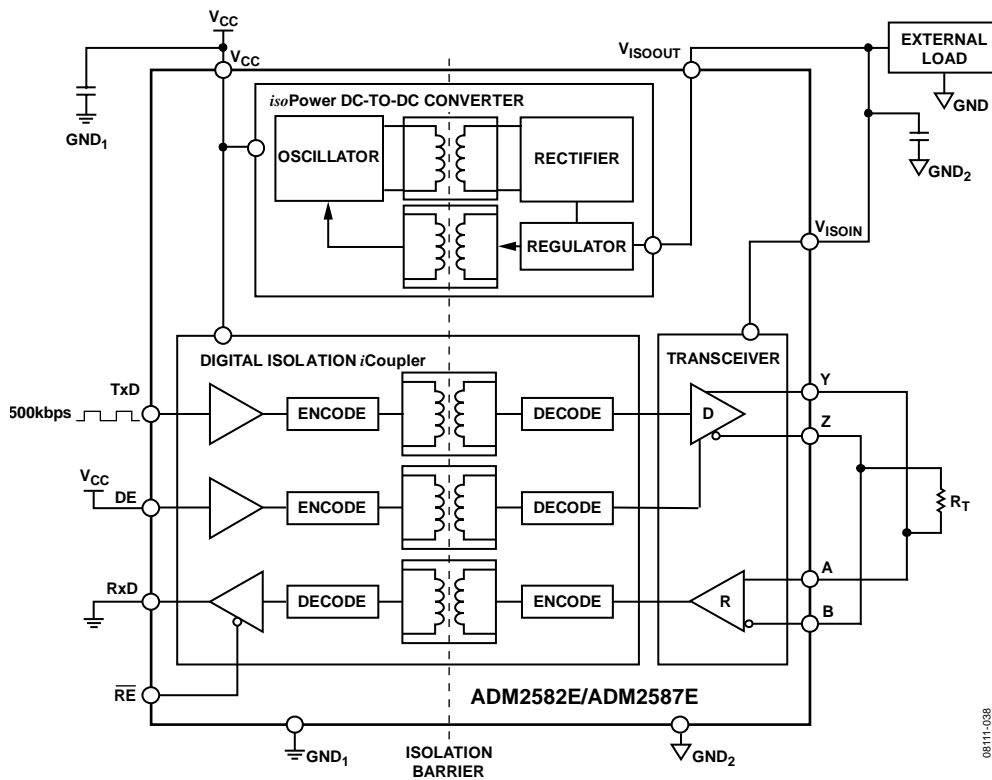 VCC
VCC
VISOOUT
EXTERNAL
LOAD
GND
GND1
isoPower DC-TO-DC CONVERTER
OSCILLATOR
RECTIFIER
REGULATOR
GND2
VISOIN
DIGITAL ISOLATION iCoupler
TRANSCEIVER
TxD
500kbps
ENCODE
DECODE
D
Y
Z
VCC
DE
ENCODE
DECODE
RT
RxD
DECODE
ENCODE
R
A
B
RE
ADM2582E/ADM2587E
GND1
ISOLATION
BARRIER
GND2
08111-038